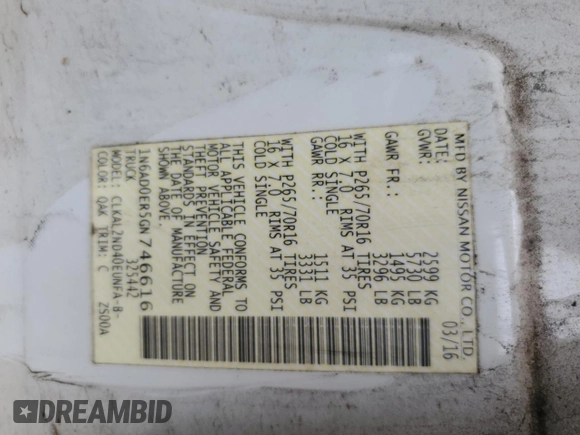 MFD BY NISSAN MOTOR CO., LTD.
DATE: 03/16
GVWR: 2599 KG
5730 LB
GAWR FR.: 1495 KG
3296 LB
WITH P265/70R16 TIRES
16 X 7.0 RIMS AT 35 PSI
COLD SINGLE
GAWR RR.: 1511 KG
3331 LB
WITH P265/70R16 TIRES
16 X 7.0 RIMS AT 35 PSI
COLD SINGLE
THIS VEHICLE CONFORMS TO
ALL APPLICABLE FEDERAL
MOTOR VEHICLE SAFETY AND
THEFT PREVENTION
STANDARDS IN EFFECT ON
THE DATE OF MANUFACTURE
SHOWN ABOVE.
1N6AD0ER5GN746616
TRUCK 325442
MODEL: CLKAL2ND40EUNFA-B-
COLOR: QAK TRIM: C 2S00A
DREAMBID